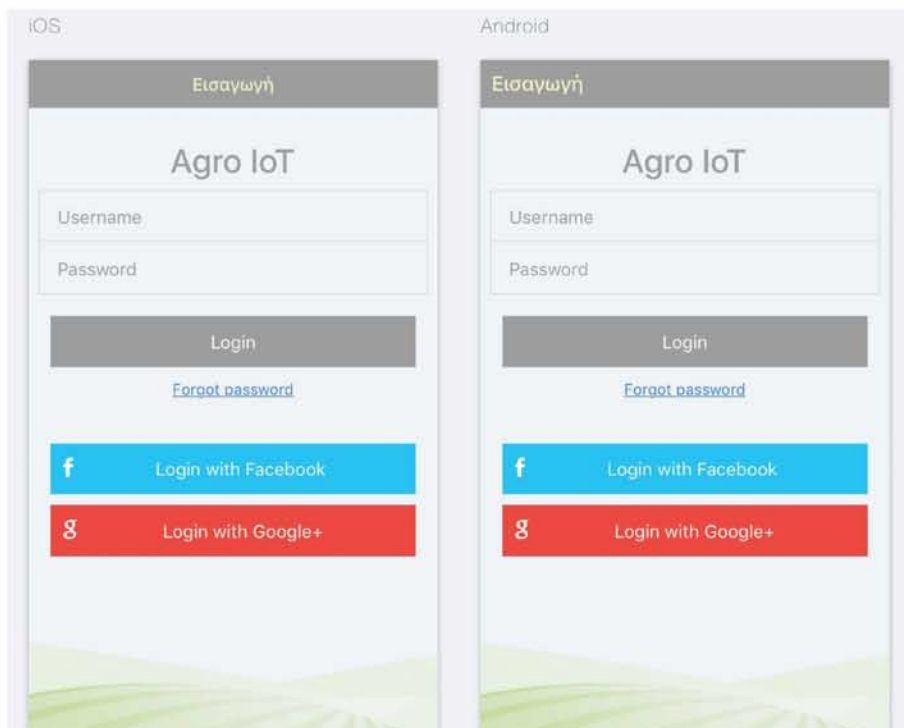 iOS
Εισαγωγή
Agro IoT
Username
Password
Login
Forgot password
f Login with Facebook
g Login with Google+
Android
Εισαγωγή
Agro IoT
Username
Password
Login
Forgot password
f Login with Facebook
g Login with Google+